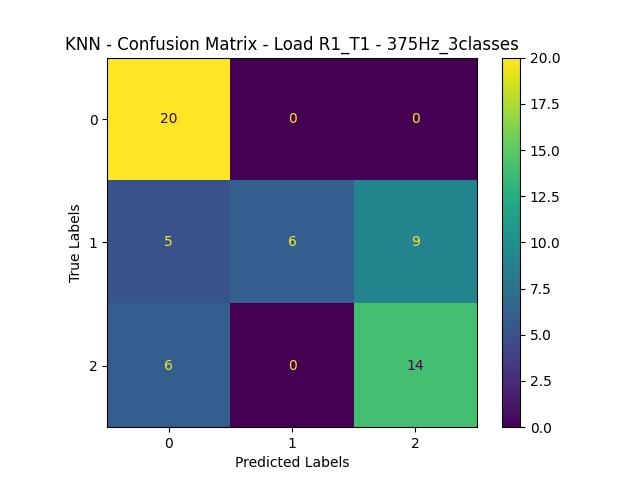 KNN - Confusion Matrix - Load R1_T1 - 375Hz_3classes
True Labels
0
1
2
20 0 0
5 6 9
6 0 14
0 1 2
Predicted Labels
20.0
17.5
15.0
12.5
10.0
7.5
5.0
2.5
0.0